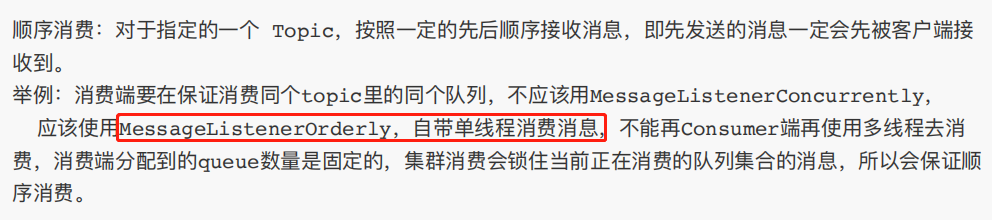 顺序消费：对于指定的一个 Topic，按照一定的先后顺序接收消息，即先发送的消息一定会先被客户端接
收到。
举例：消费端要在保证消费同个topic里的同个队列，不应该用MessageListenerConcurrently，
应该使用MessageListenerOrderly，自带单线程消费消息，不能再Consumer端再使用多线程去消
费，消费端分配到的queue数量是固定的，集群消费会锁住当前正在消费的队列集合的消息，所以会保证顺
序消费。